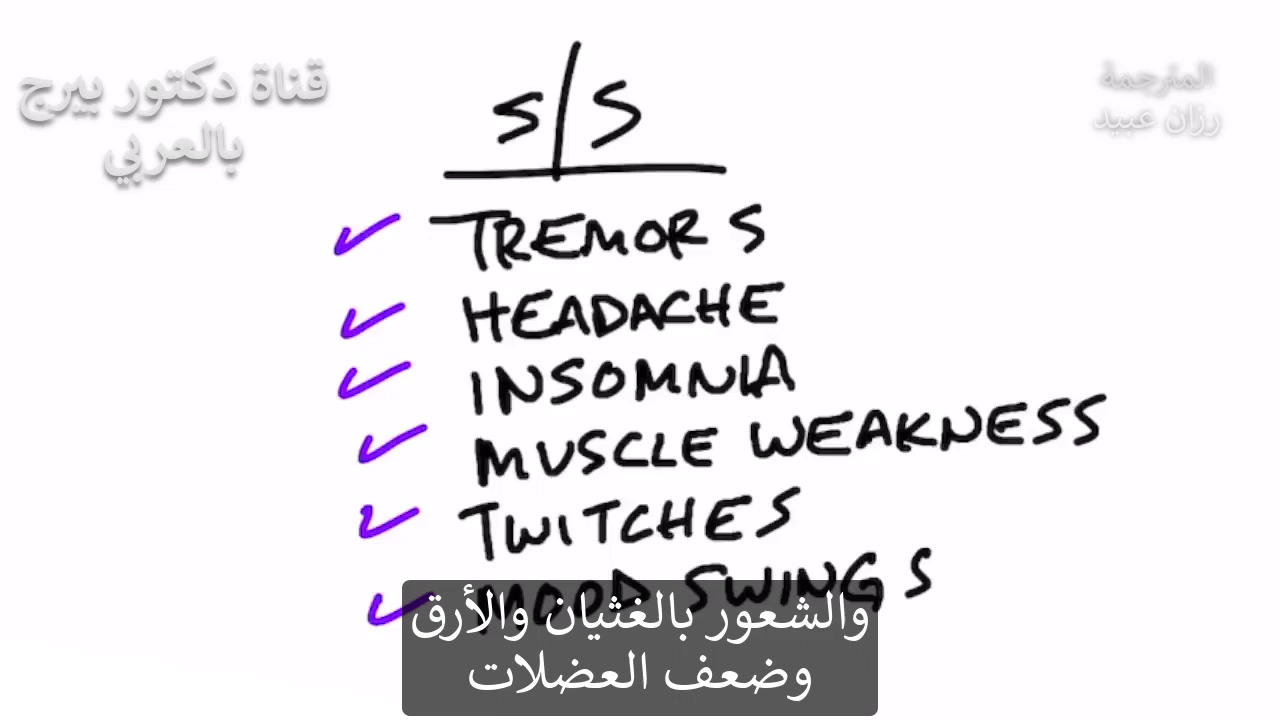 قناة دكتور بيرج
بالعربي
المترجمة
رزان عبيد
S/S
TREMORS
HEADACHE
INSOMNIA
MUSCLE WEAKNESS
TWITCHES
MOOD SWINGS
والشعور بالغثيان والأرق
وضعف العضلات